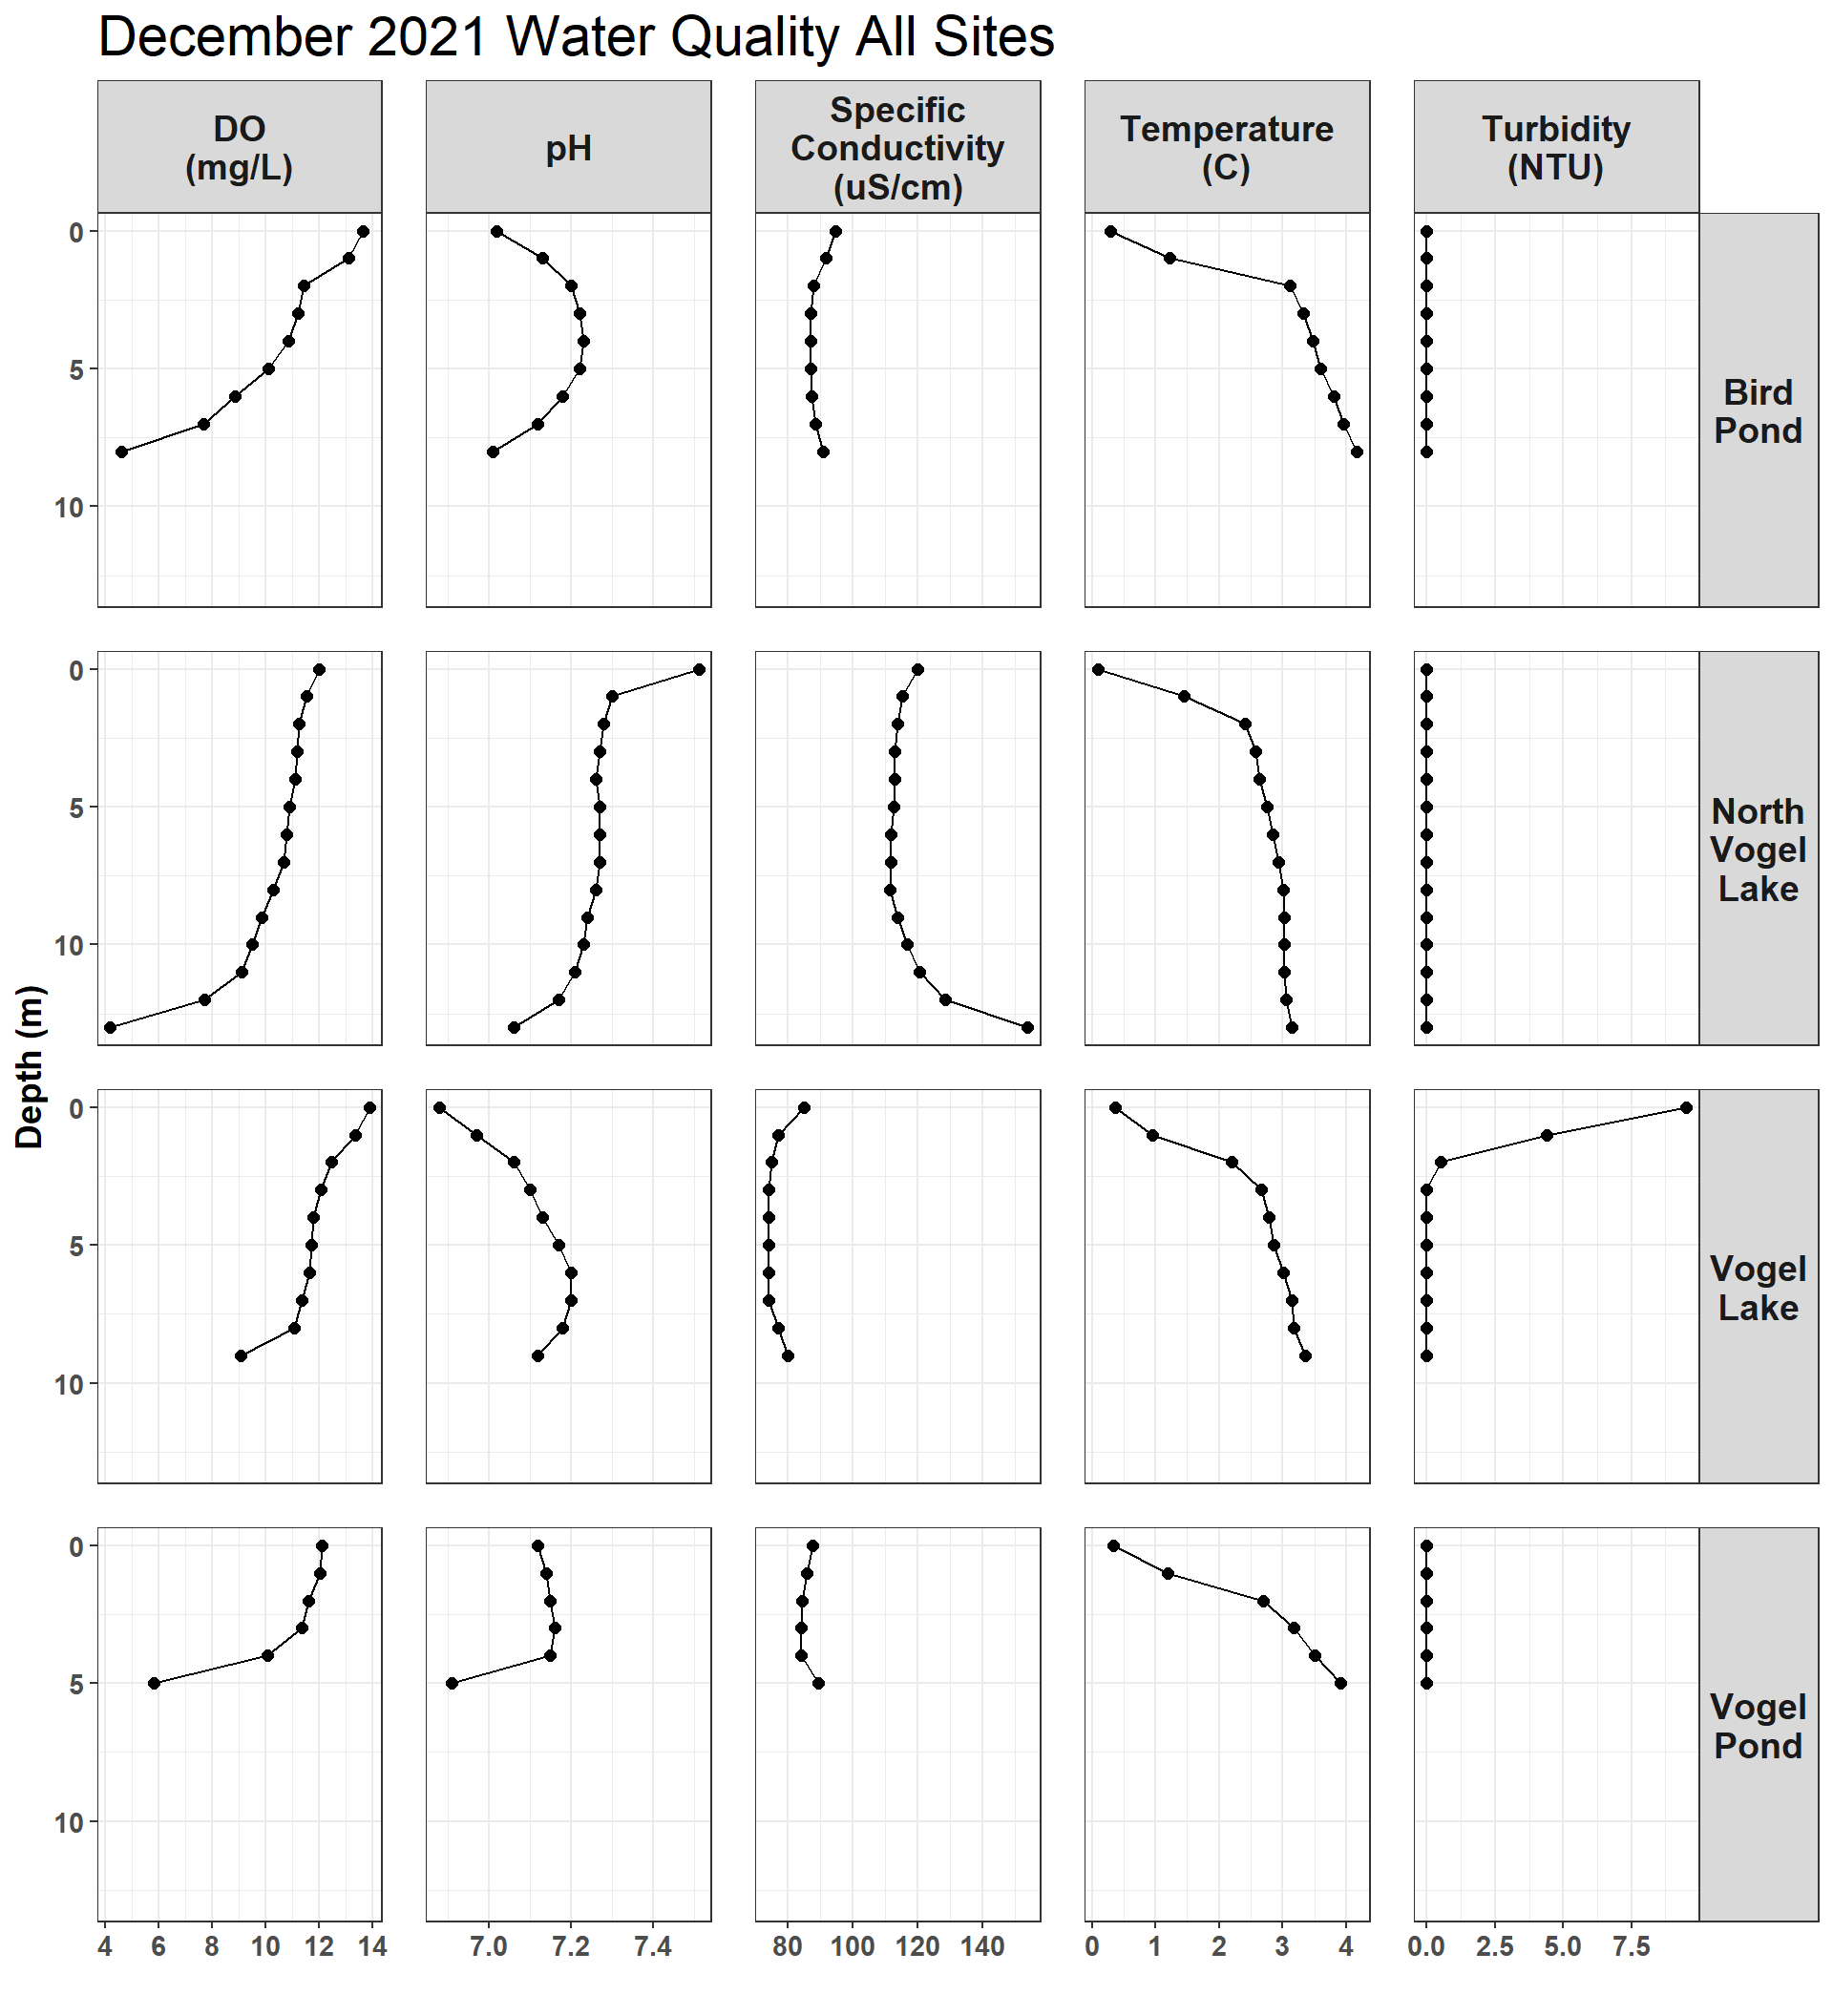 December 2021 Water Quality All Sites
DO
(mg/L)
pH
Specific
Conductivity
(uS/cm)
Temperature
(C)
Turbidity
(NTU)
0
5
10
Bird
Pond
0
5
10
North
Vogel
Lake
Depth (m)
0
5
10
Vogel
Lake
0
5
10
Vogel
Pond
4 6 8 10 12 14
7.0 7.2 7.4
80 100 120 140
0 1 2 3 4
0.0 2.5 5.0 7.5